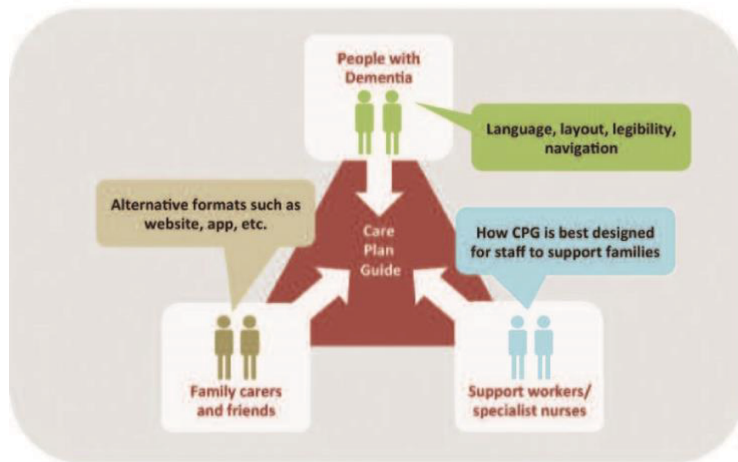 People with
Dementia
Language, layout, legibility,
navigation
Alternative formats such as
website, app, etc.
Care
Plan
Guide
How CPG is best designed
for staff to support families
Family carers
and friends
Support workers/
specialist nurses